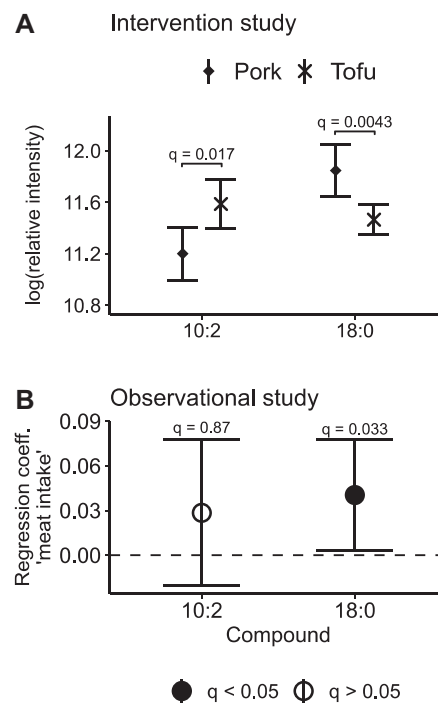 A Intervention study
Pork Tofu
log(relative intensity)
12.0
11.6
11.2
10.8
q = 0.017
q = 0.0043
10:2 18:0
B Observational study
Regression coeff.
'meat intake'
0.09
0.06
0.03
0.00
q = 0.87
q = 0.033
10:2 18:0
Compound
q < 0.05 q > 0.05